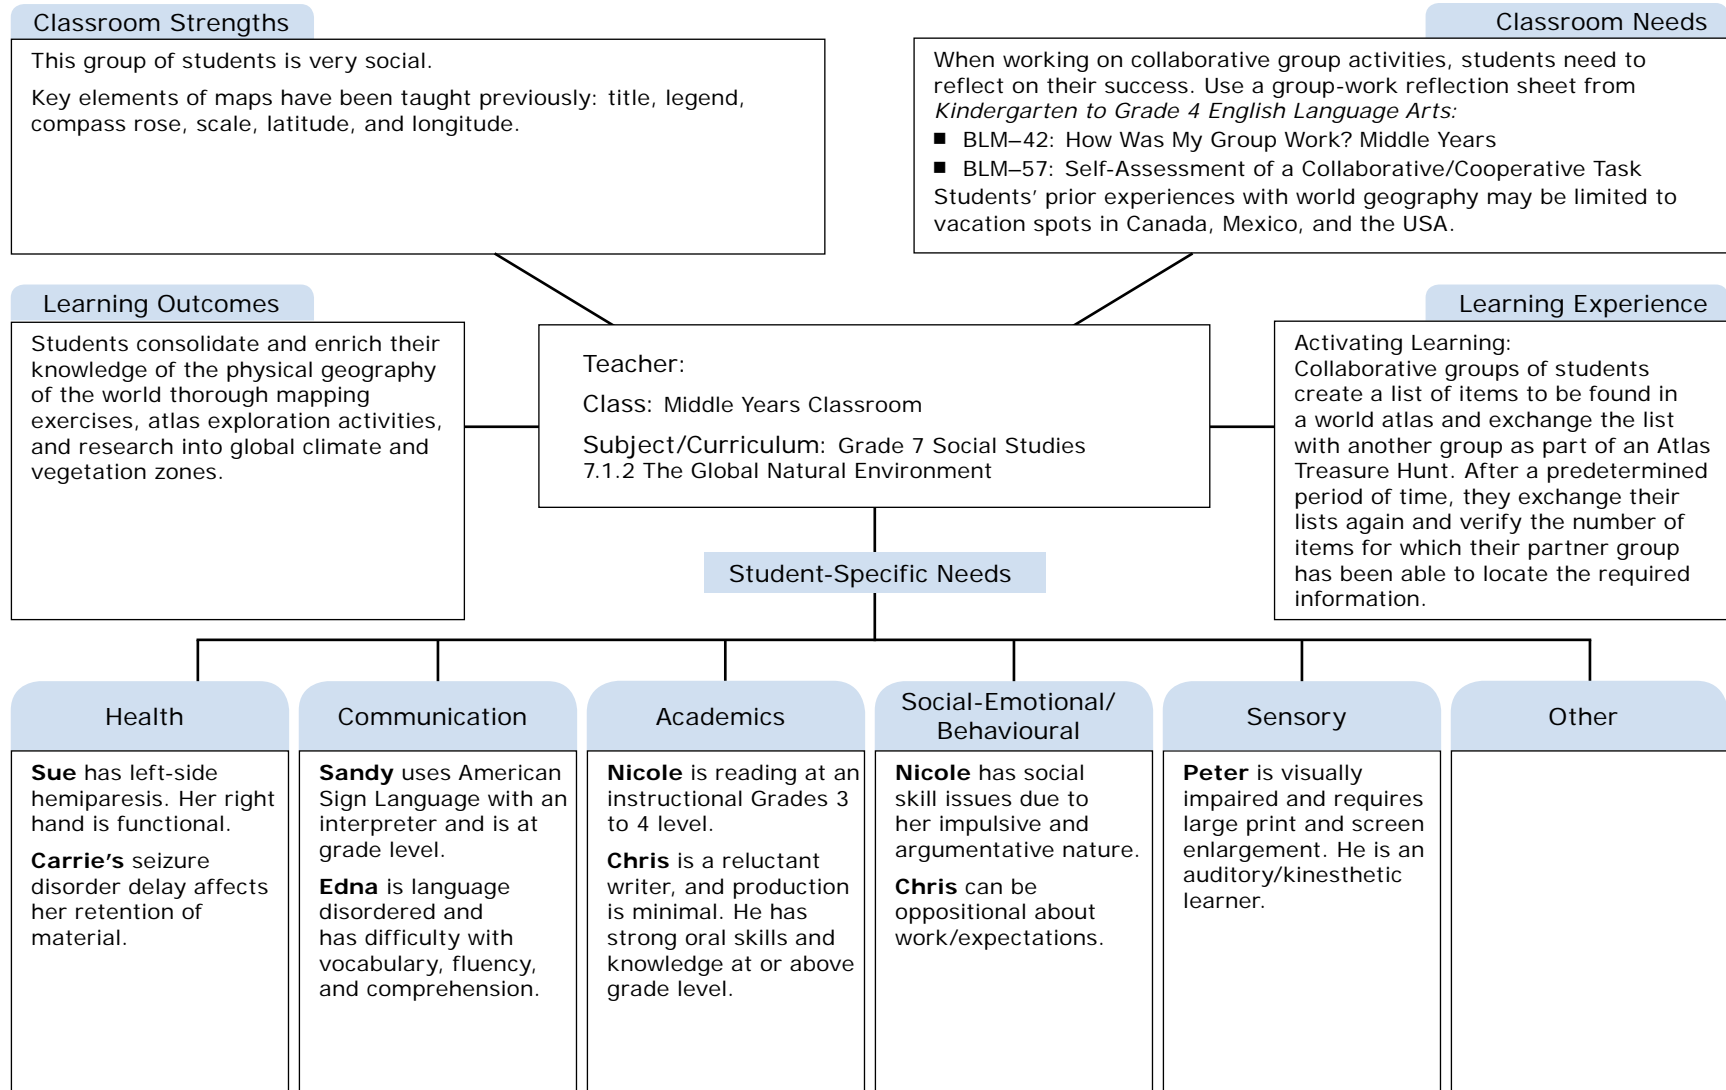 Classroom Strengths
This group of students is very social.
Key elements of maps have been taught previously: title, legend,
compass rose, scale, latitude, and longitude.
Classroom Needs
When working on collaborative group activities, students need to
reflect on their success. Use a group-work reflection sheet from
Kindergarten to Grade 4 English Language Arts:
■ BLM–42: How Was My Group Work? Middle Years
■ BLM–57: Self-Assessment of a Collaborative/Cooperative Task
Students’ prior experiences with world geography may be limited to
vacation spots in Canada, Mexico, and the USA.
Learning Outcomes
Students consolidate and enrich their
knowledge of the physical geography
of the world thorough mapping
exercises, atlas exploration activities,
and research into global climate and
vegetation zones.
Teacher:
Class: Middle Years Classroom
Subject/Curriculum: Grade 7 Social Studies
7.1.2 The Global Natural Environment
Learning Experience
Activating Learning:
Collaborative groups of students
create a list of items to be found in
a world atlas and exchange the list
with another group as part of an Atlas
Treasure Hunt. After a predetermined
period of time, they exchange their
lists again and verify the number of
items for which their partner group
has been able to locate the required
information.
Student-Specific Needs
Health
Sue has left-side
hemiparesis. Her right
hand is functional.
Carrie’s seizure
disorder delay affects
her retention of
material.
Communication
Sandy uses American
Sign Language with an
interpreter and is at
grade level.
Edna is language
disordered and
has difficulty with
vocabulary, fluency,
and comprehension.
Academics
Nicole is reading at an
instructional Grades 3
to 4 level.
Chris is a reluctant
writer, and production
is minimal. He has
strong oral skills and
knowledge at or above
grade level.
Social-Emotional/
Behavioural
Nicole has social
skill issues due to
her impulsive and
argumentative nature.
Chris can be
oppositional about
work/expectations.
Sensory
Peter is visually
impaired and requires
large print and screen
enlargement. He is an
auditory/kinesthetic
learner.
Other